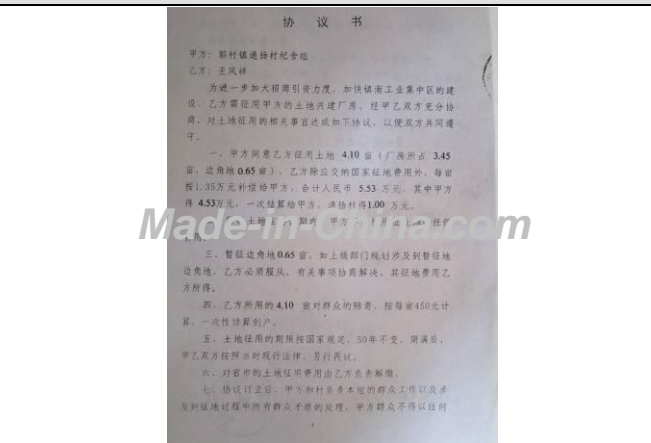 协 议 书
甲方：郭村镇通扬村纪舍组
乙方：王凤祥
为进一步加大招商引资力度，加快镇南工业集中区的建
设，乙方需征用甲方的土地兴建厂房。经甲乙双方充分协
商，对土地征用的相关事宜达成如下协议，以便双方共同遵
守。
一、甲方同意乙方征用土地 4.10 亩（厂房所占 3.45
亩，边角地0.65亩），乙方除应交的国家征地费用外，每亩
按1.35万元补偿给甲方，合计人民币 5.53 万元，其中甲方
得 4.53万元，一次结算给甲方，通扬村得1.00 万元。
土地 期内 甲方
Made-in-China.com
三、暂征边角地0.65亩，如上级部门规划涉及到暂征地
边角地，乙方必须服从，有关事项协商解决，其征地费用乙
方所得。
四、乙方所用的4.10 亩对群众的赔青，按每亩450元计
算，一次性结算到户。
五、土地征用的期限按国家规定，50年不变，期满后，
甲乙双方按照当时现行法律，另行再议。
六、对省市的土地征用费用由乙方负责解缴。
七、协议订立后，甲方和村负责本组的群众工作以及涉
及到征地过程中所有群众矛盾的处理，甲方群众不得以任何
1